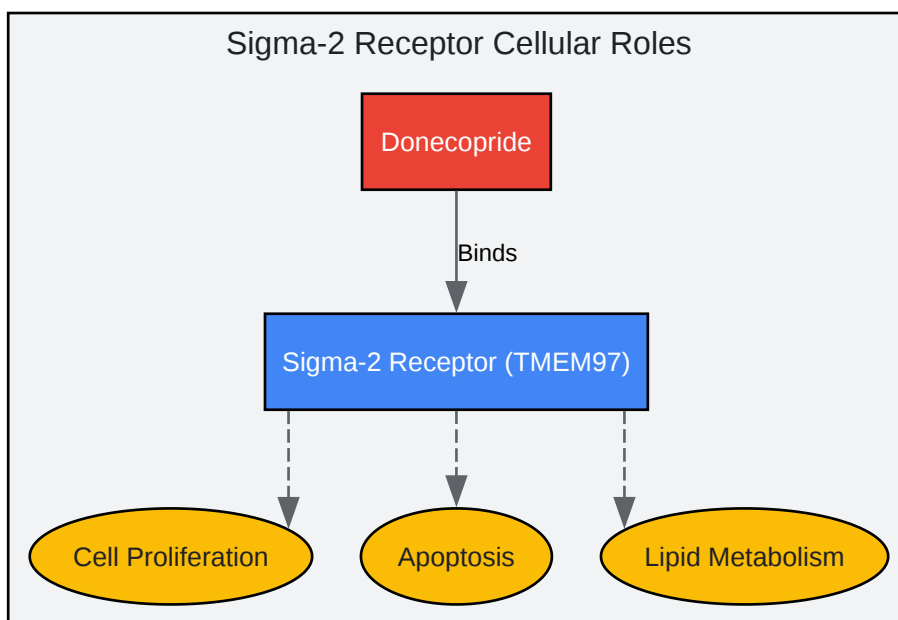 Sigma-2 Receptor Cellular Roles
Donecopride
Binds
Sigma-2 Receptor (TMEM97)
Cell Proliferation
Apoptosis
Lipid Metabolism